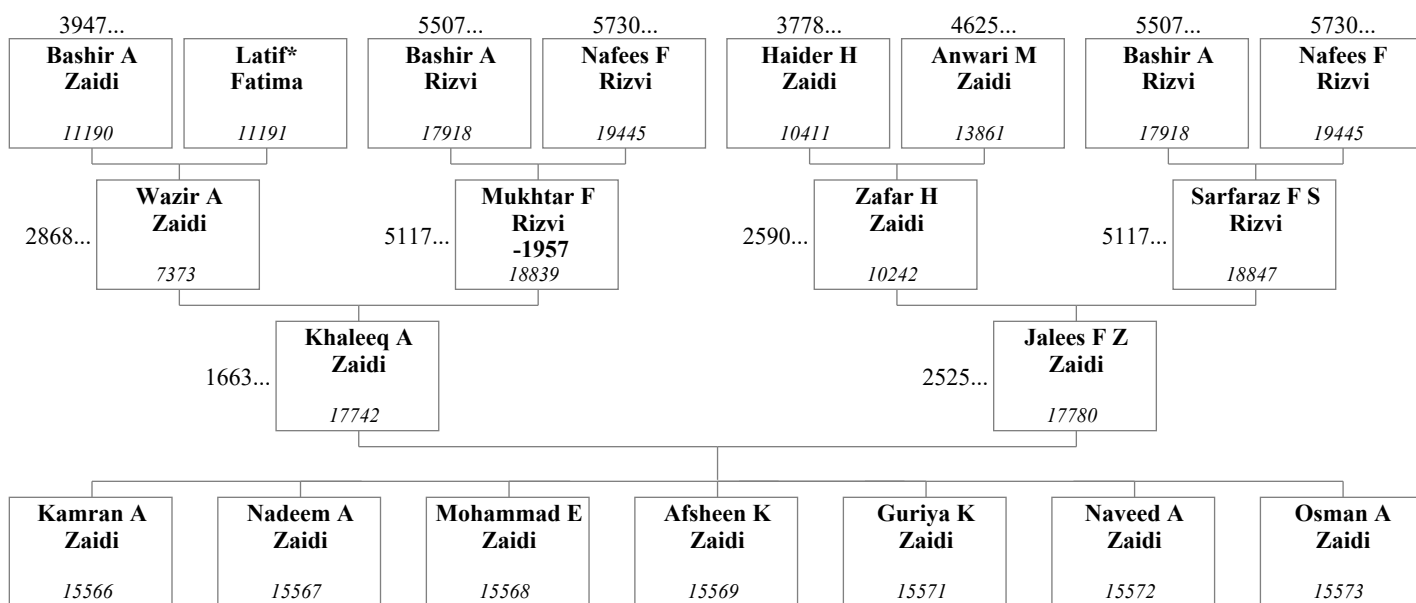 3947... 5507... 5730... 3778... 4625... 5507... 5730...
Bashir A Latif* Bashir A Nafees F Haider H Anwari M Bashir A Nafees F
Zaidi Fatima Rizvi Rizvi Zaidi Zaidi Rizvi Rizvi
11190 11191 17918 19445 10411 13861 17918 19445
Wazir A Mukhtar F Zafar H Sarfaraz F S
Zaidi Rizvi Zaidi Rizvi
2868... 5117... -1957 2590... 5117...
7373 18839 10242 18847
Khaleeq A Jalees F Z
Zaidi Zaidi
1663... 2525...
17742 17780
Kamran A Nadeem A Mohammad E Afsheen K Guriya K Naveed A Osman A
Zaidi Zaidi Zaidi Zaidi Zaidi Zaidi Zaidi
15566 15567 15568 15569 15571 15572 15573